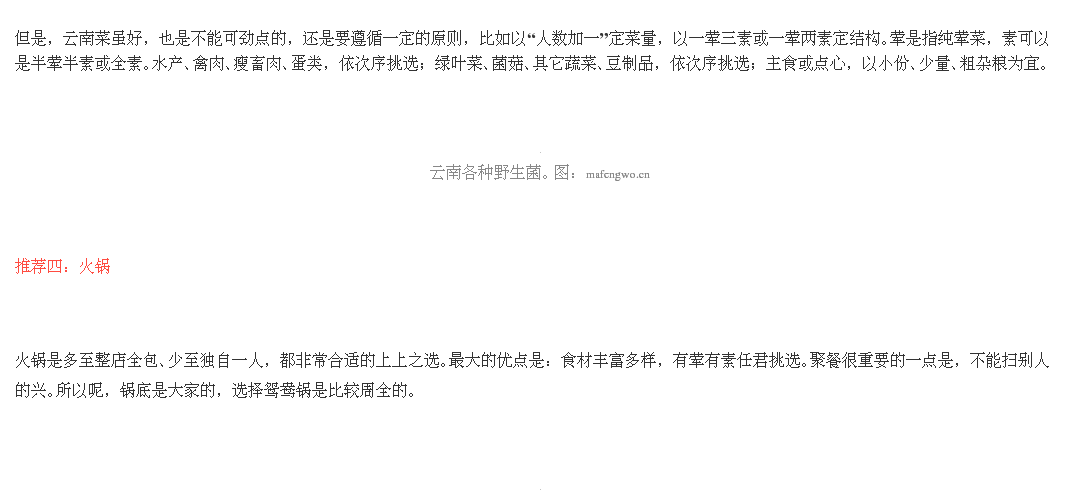 但是，云南菜虽好，也是不能可劲点的，还是要遵循一定的原则，比如以“人数加一”定菜量，以一荤三素或一荤两素定结构。荤是指纯荤菜，素可以
是半荤半素或全素。水产、禽肉、瘦畜肉、蛋类，依次序挑选；绿叶菜、菌菇、其它蔬菜、豆制品，依次序挑选；主食或点心，以小份、少量、粗杂粮为宜。
云南各种野生菌。图：mafengwo.cn
推荐四：火锅
火锅是多至整店全包、少至独自一人，都非常合适的上上之选。最大的优点是：食材丰富多样，有荤有素任君挑选。聚餐很重要的一点是，不能扫别人
的兴。所以呢，锅底是大家的，选择鸳鸯锅是比较周全的。